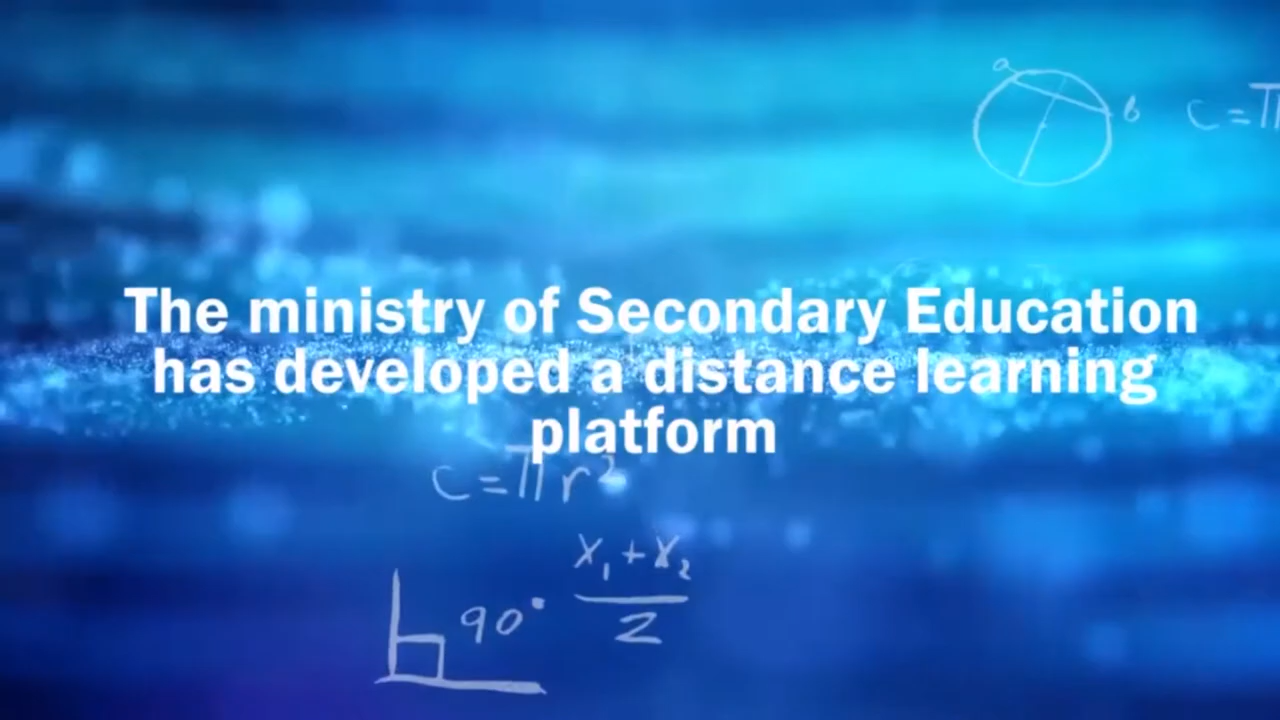 a
b
c=π
The ministry of Secondary Education
has developed a distance learning
platform
c=πr²
x₁+x₂
2
90°